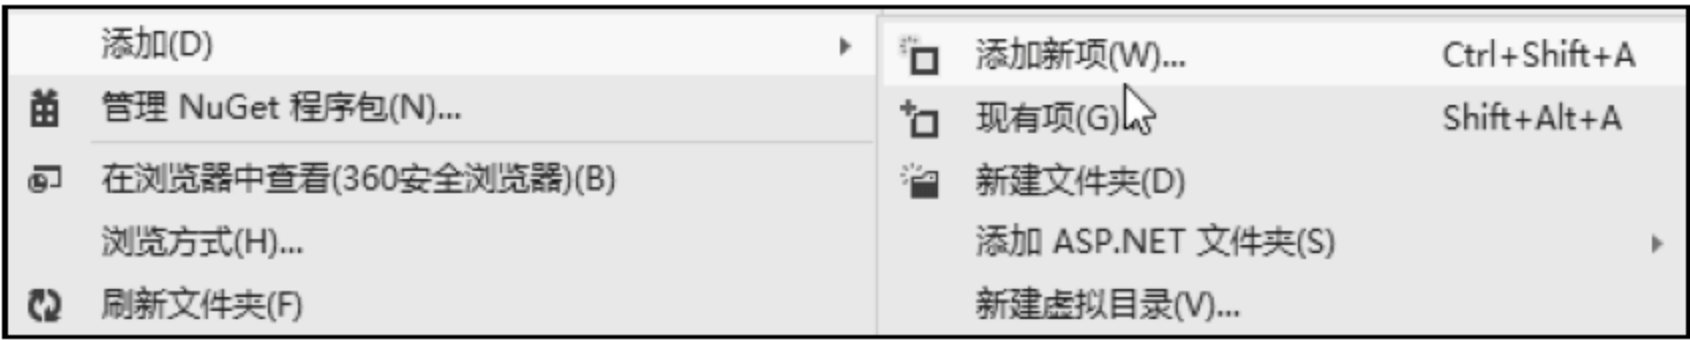 添加(D)
管理 NuGet 程序包(N)...
在浏览器中查看(360安全浏览器)(B)
浏览方式(H)...
刷新文件夹(F)
添加新项(W)... Ctrl+Shift+A
现有项(G) Shift+Alt+A
新建文件夹(D)
添加 ASP.NET 文件夹(S)
新建虚拟目录(V)...